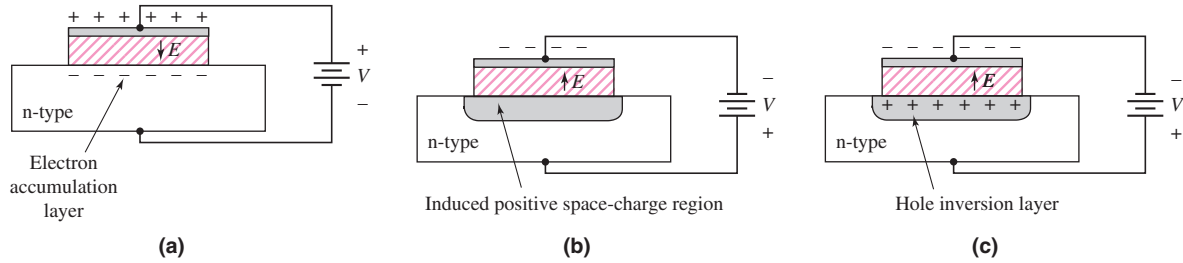 + + + + + +
E
+
V
−
− − − − − −
n-type
Electron
accumulation
layer
(a)
− − − −
E
−
V
+
n-type
Induced positive space-charge region
(b)
− − − − − −
E
−
V
+
+ + + + + +
n-type
Hole inversion layer
(c)